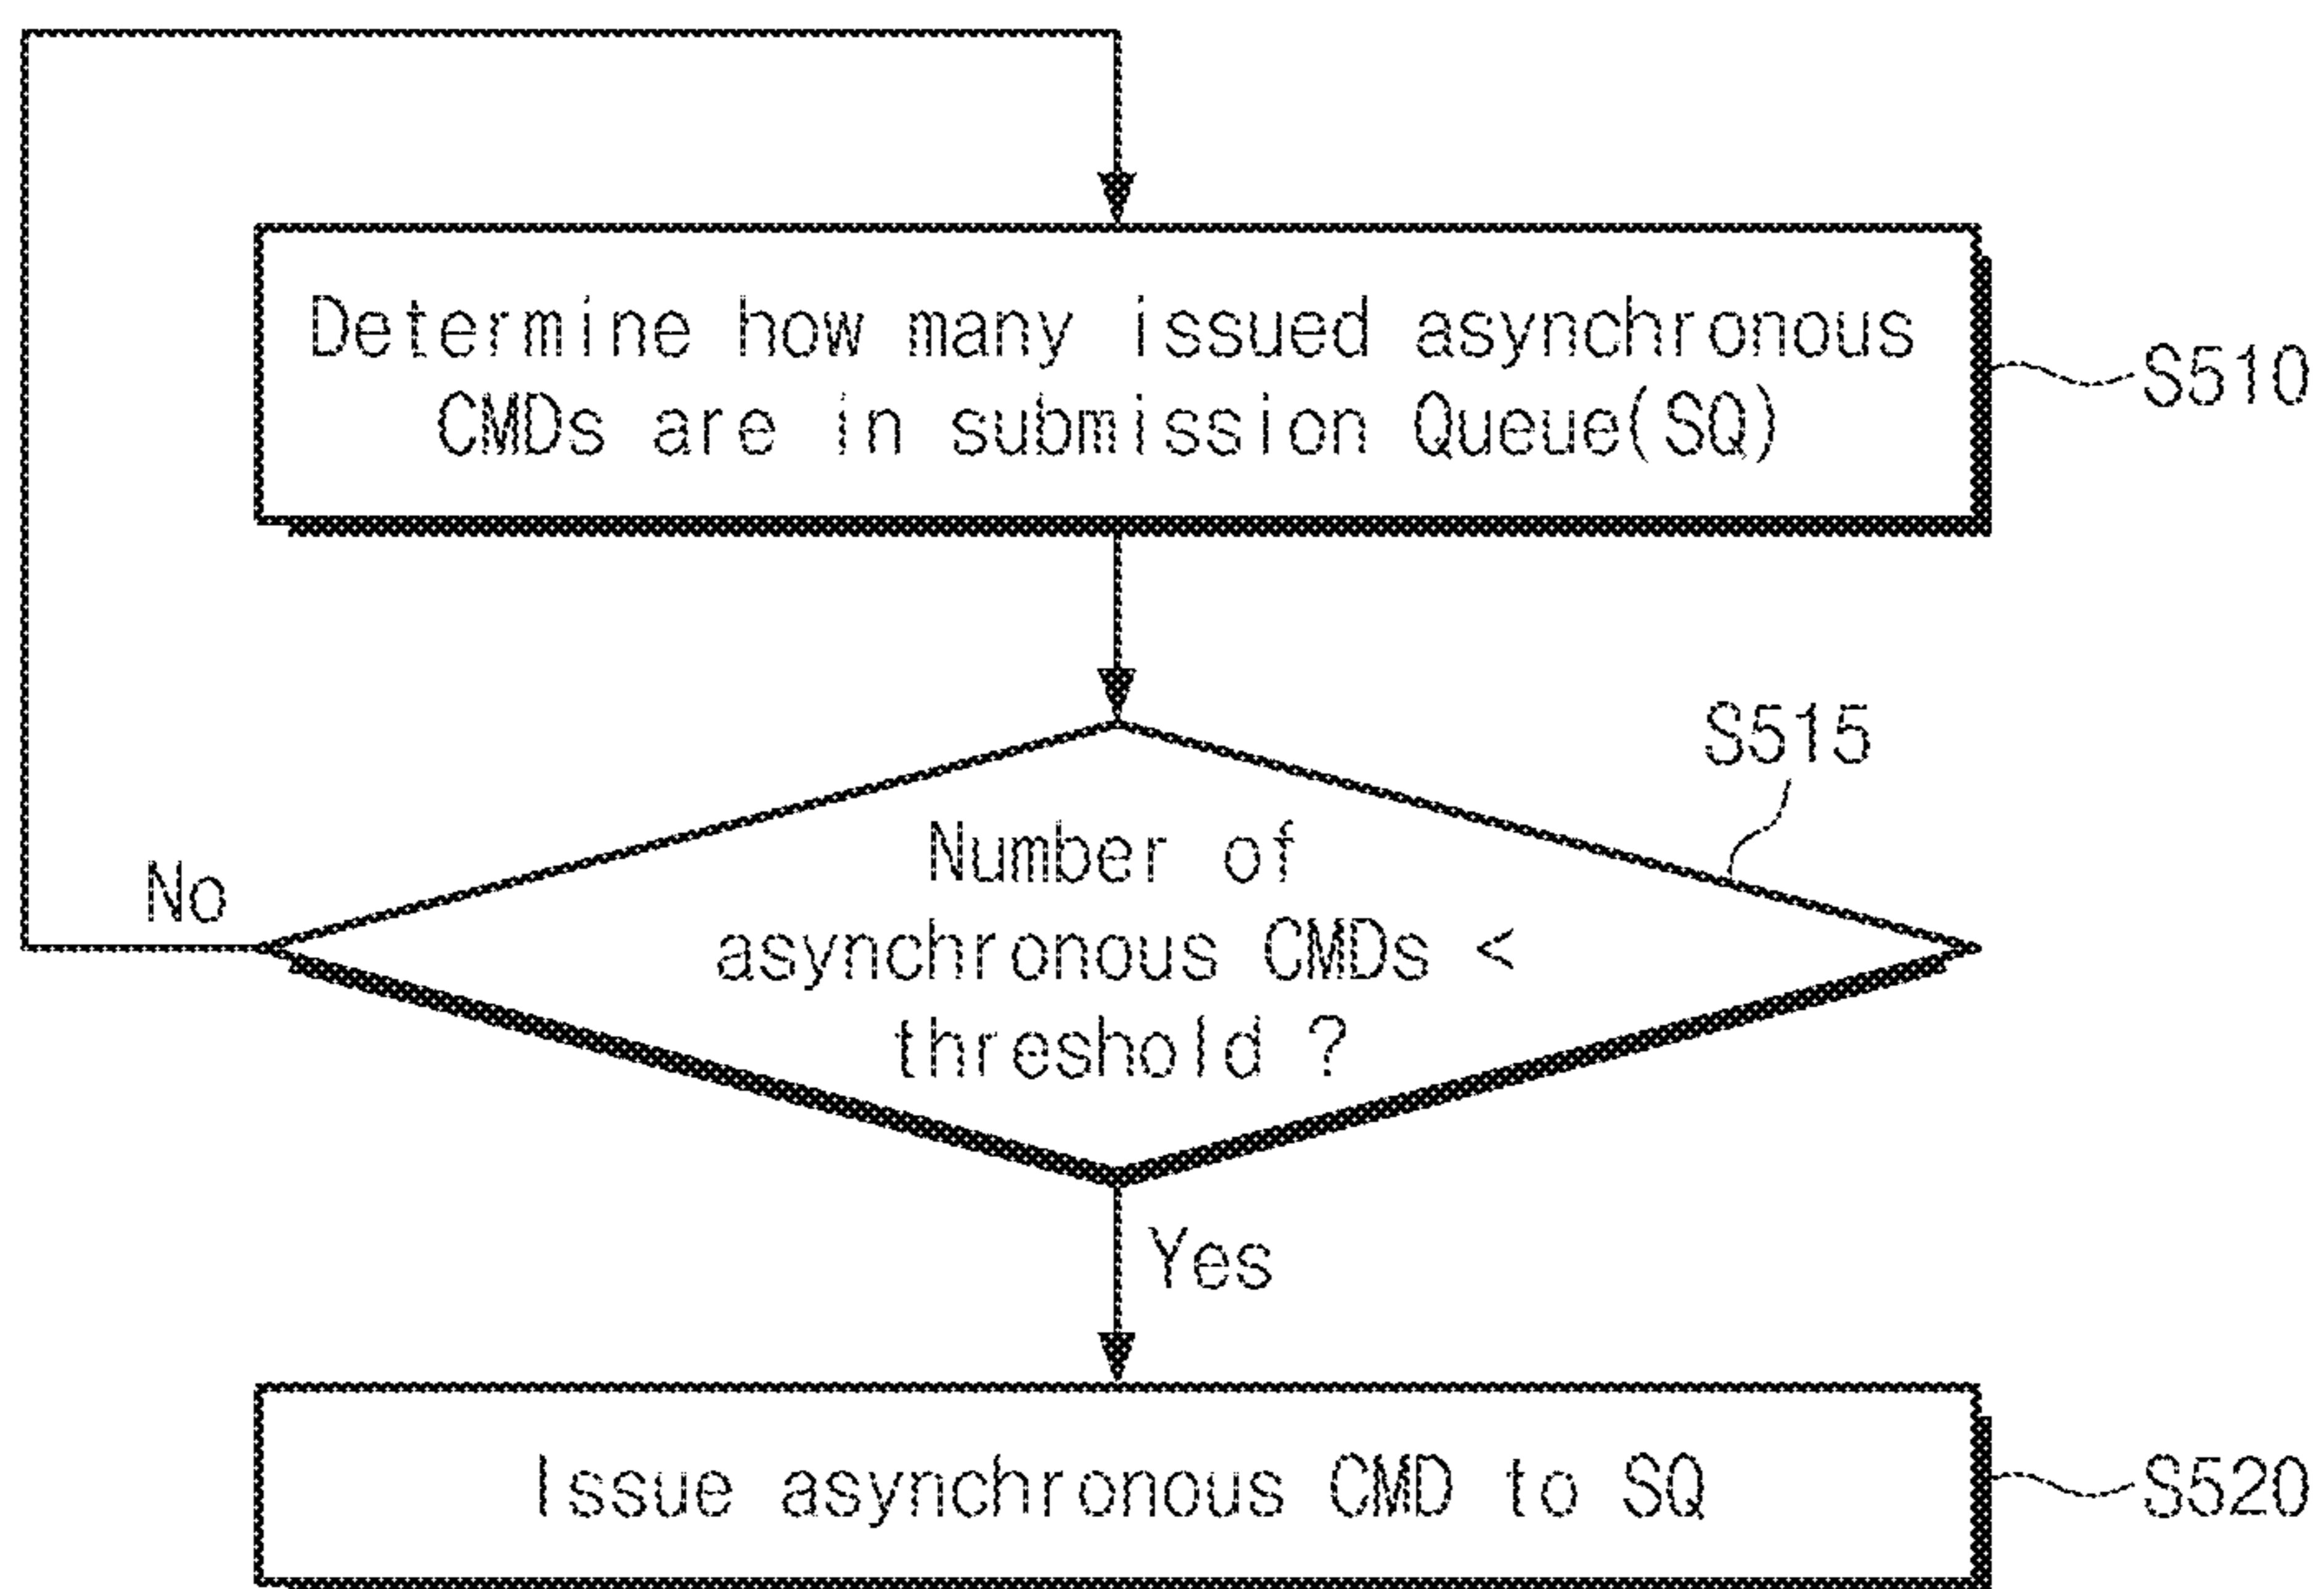 Determine how many issued asynchronous
CMDs are in submission Queue(SQ)
S510
S515
Number of
asynchronous CMDs <
threshold ?
No
Yes
Issue asynchronous CMD to SQ
S520